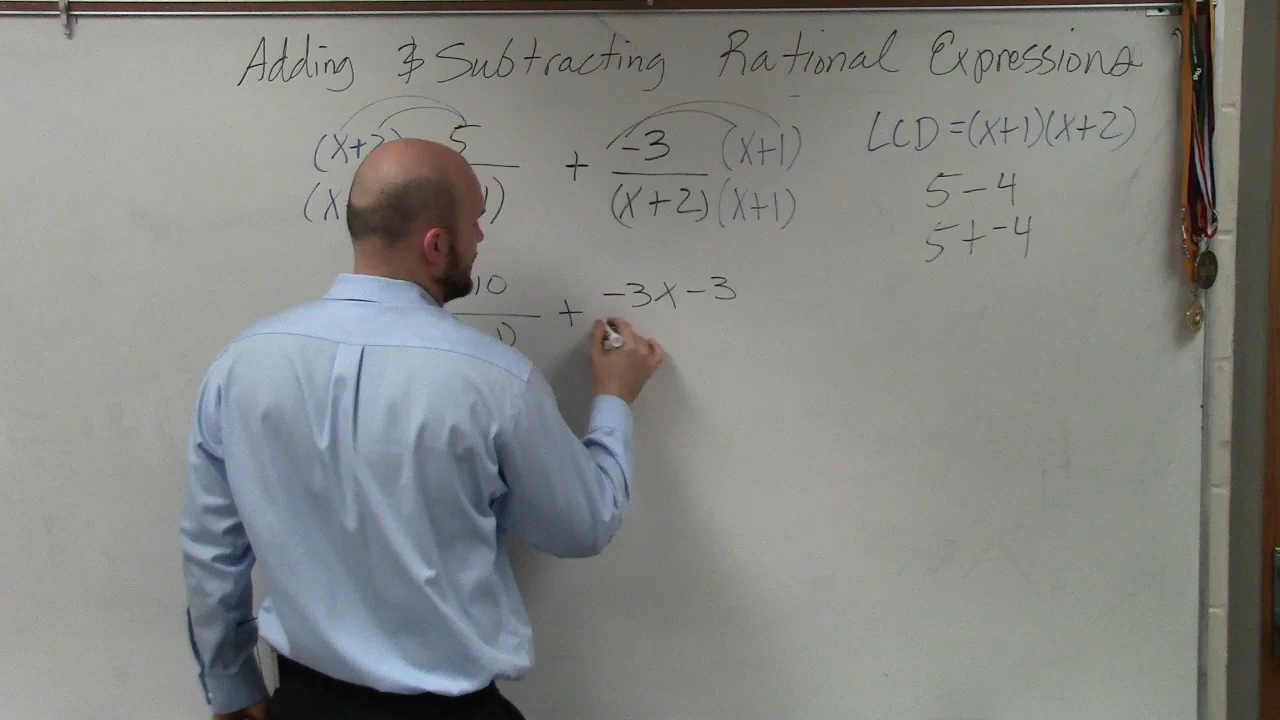 Adding & Subtracting Rational Expressions
(x+2) 5 + -3 (x+1) LCD=(x+1)(x+2)
(x 1) (x+2)(x+1) 5-4
5+-4
10 + -3x-3